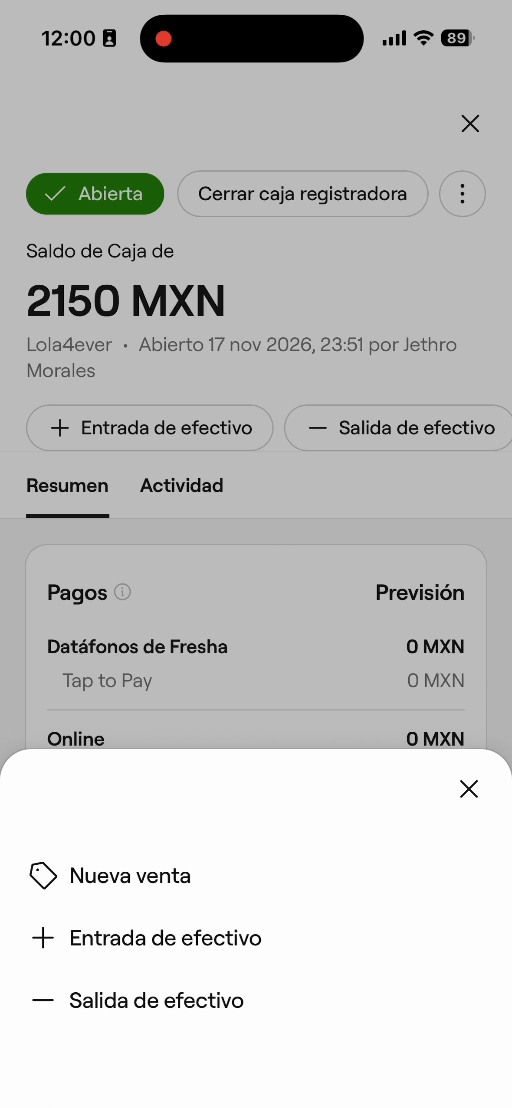 12:00
89
Abierta
Cerrar caja registradora
Saldo de Caja de
2150 MXN
Lola4ever • Abierto 17 nov 2026, 23:51 por Jethro
Morales
Entrada de efectivo
Salida de efectivo
Resumen
Actividad
Pagos
Previsión
Datáfonos de Fresha
0 MXN
Tap to Pay
0 MXN
Online
0 MXN
Nueva venta
Entrada de efectivo
Salida de efectivo